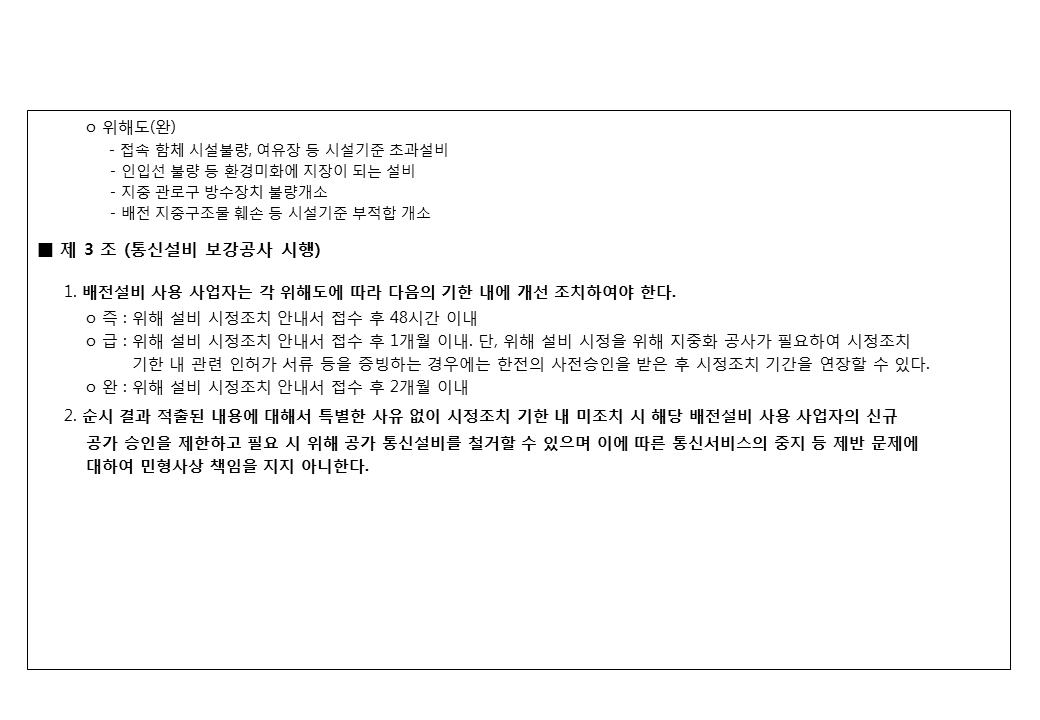 ㅇ 위해도(완)
- 접속 함체 시설불량, 여유장 등 시설기준 초과설비
- 인입선 불량 등 환경미화에 지장이 되는 설비
- 지중 관로구 방수장치 불량개소
- 배전 지중구조물 훼손 등 시설기준 부적합 개소
■ 제 3 조 (통신설비 보강공사 시행)
1. 배전설비 사용 사업자는 각 위해도에 따라 다음의 기한 내에 개선 조치하여야 한다.
ㅇ 즉 : 위해 설비 시정조치 안내서 접수 후 48시간 이내
ㅇ 급 : 위해 설비 시정조치 안내서 접수 후 1개월 이내. 단, 위해 설비 시정을 위해 지중화 공사가 필요하여 시정조치
기한 내 관련 인허가 서류 등을 증빙하는 경우에는 한전의 사전승인을 받은 후 시정조치 기간을 연장할 수 있다.
ㅇ 완 : 위해 설비 시정조치 안내서 접수 후 2개월 이내
2. 순시 결과 적출된 내용에 대해서 특별한 사유 없이 시정조치 기한 내 미조치 시 해당 배전설비 사용 사업자의 신규
공가 승인을 제한하고 필요 시 위해 공가 통신설비를 철거할 수 있으며 이에 따른 통신서비스의 중지 등 제반 문제에
대하여 민형사상 책임을 지지 아니한다.